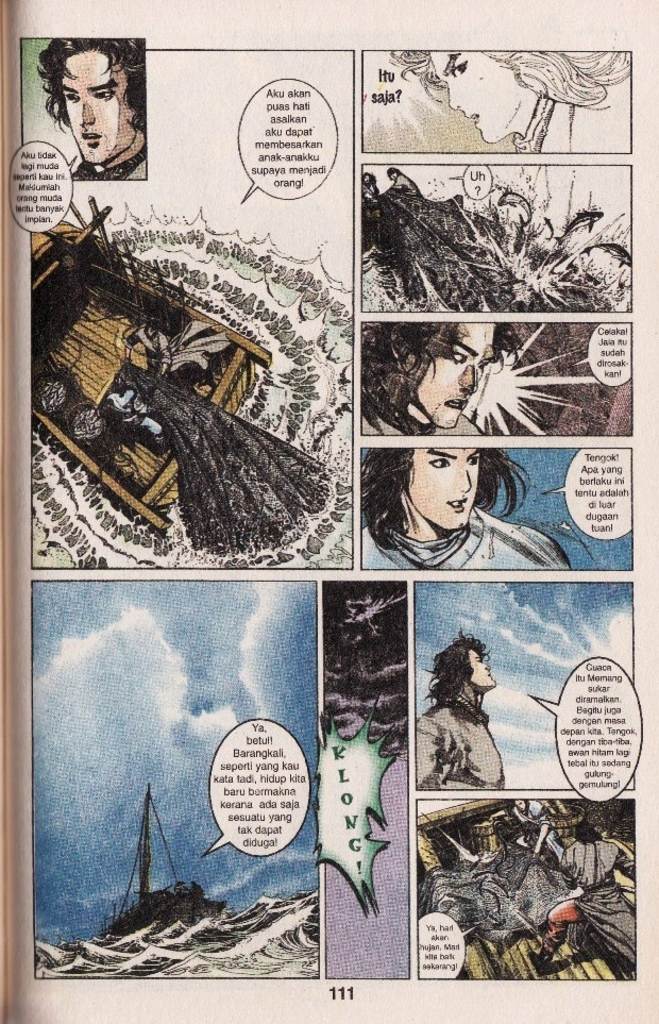 Aku tidak
lagi muda
seperti kau ini.
Maklumlah
orang muda
tentu banyak
impian.
Aku akan
puas hati
asalkan
aku dapat
membesarkan
anak-anakku
supaya menjadi
orang!
Itu
saja?
Uh
?
Celaka!
Jala itu
sudah
dirosak-
kan!
Tengok!
Apa yang
berlaku ini
tentu adalah
di luar
dugaan
tuan!
Ya,
betul!
Barangkali,
seperti yang kau
kata tadi, hidup kita
baru bermakna
kerana ada saja
sesuatu yang
tak dapat
diduga!
KLONG!
Cuaca
itu Memang
sukar
diramalkan.
Begitu juga
dengan masa
depan kita. Tengok,
dengan tiba-tiba,
awan hitam lagi
tebal itu sedang
gulung-
gemulung!
Ya, hari
akan
hujan. Mari
kita balik
sekarang!
111